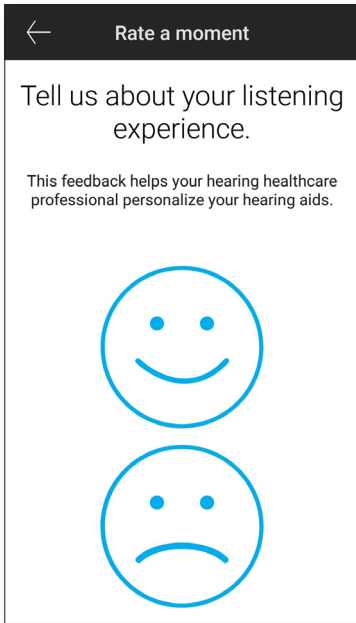 Rate a moment
Tell us about your listening
experience.
This feedback helps your hearing healthcare
professional personalize your hearing aids.